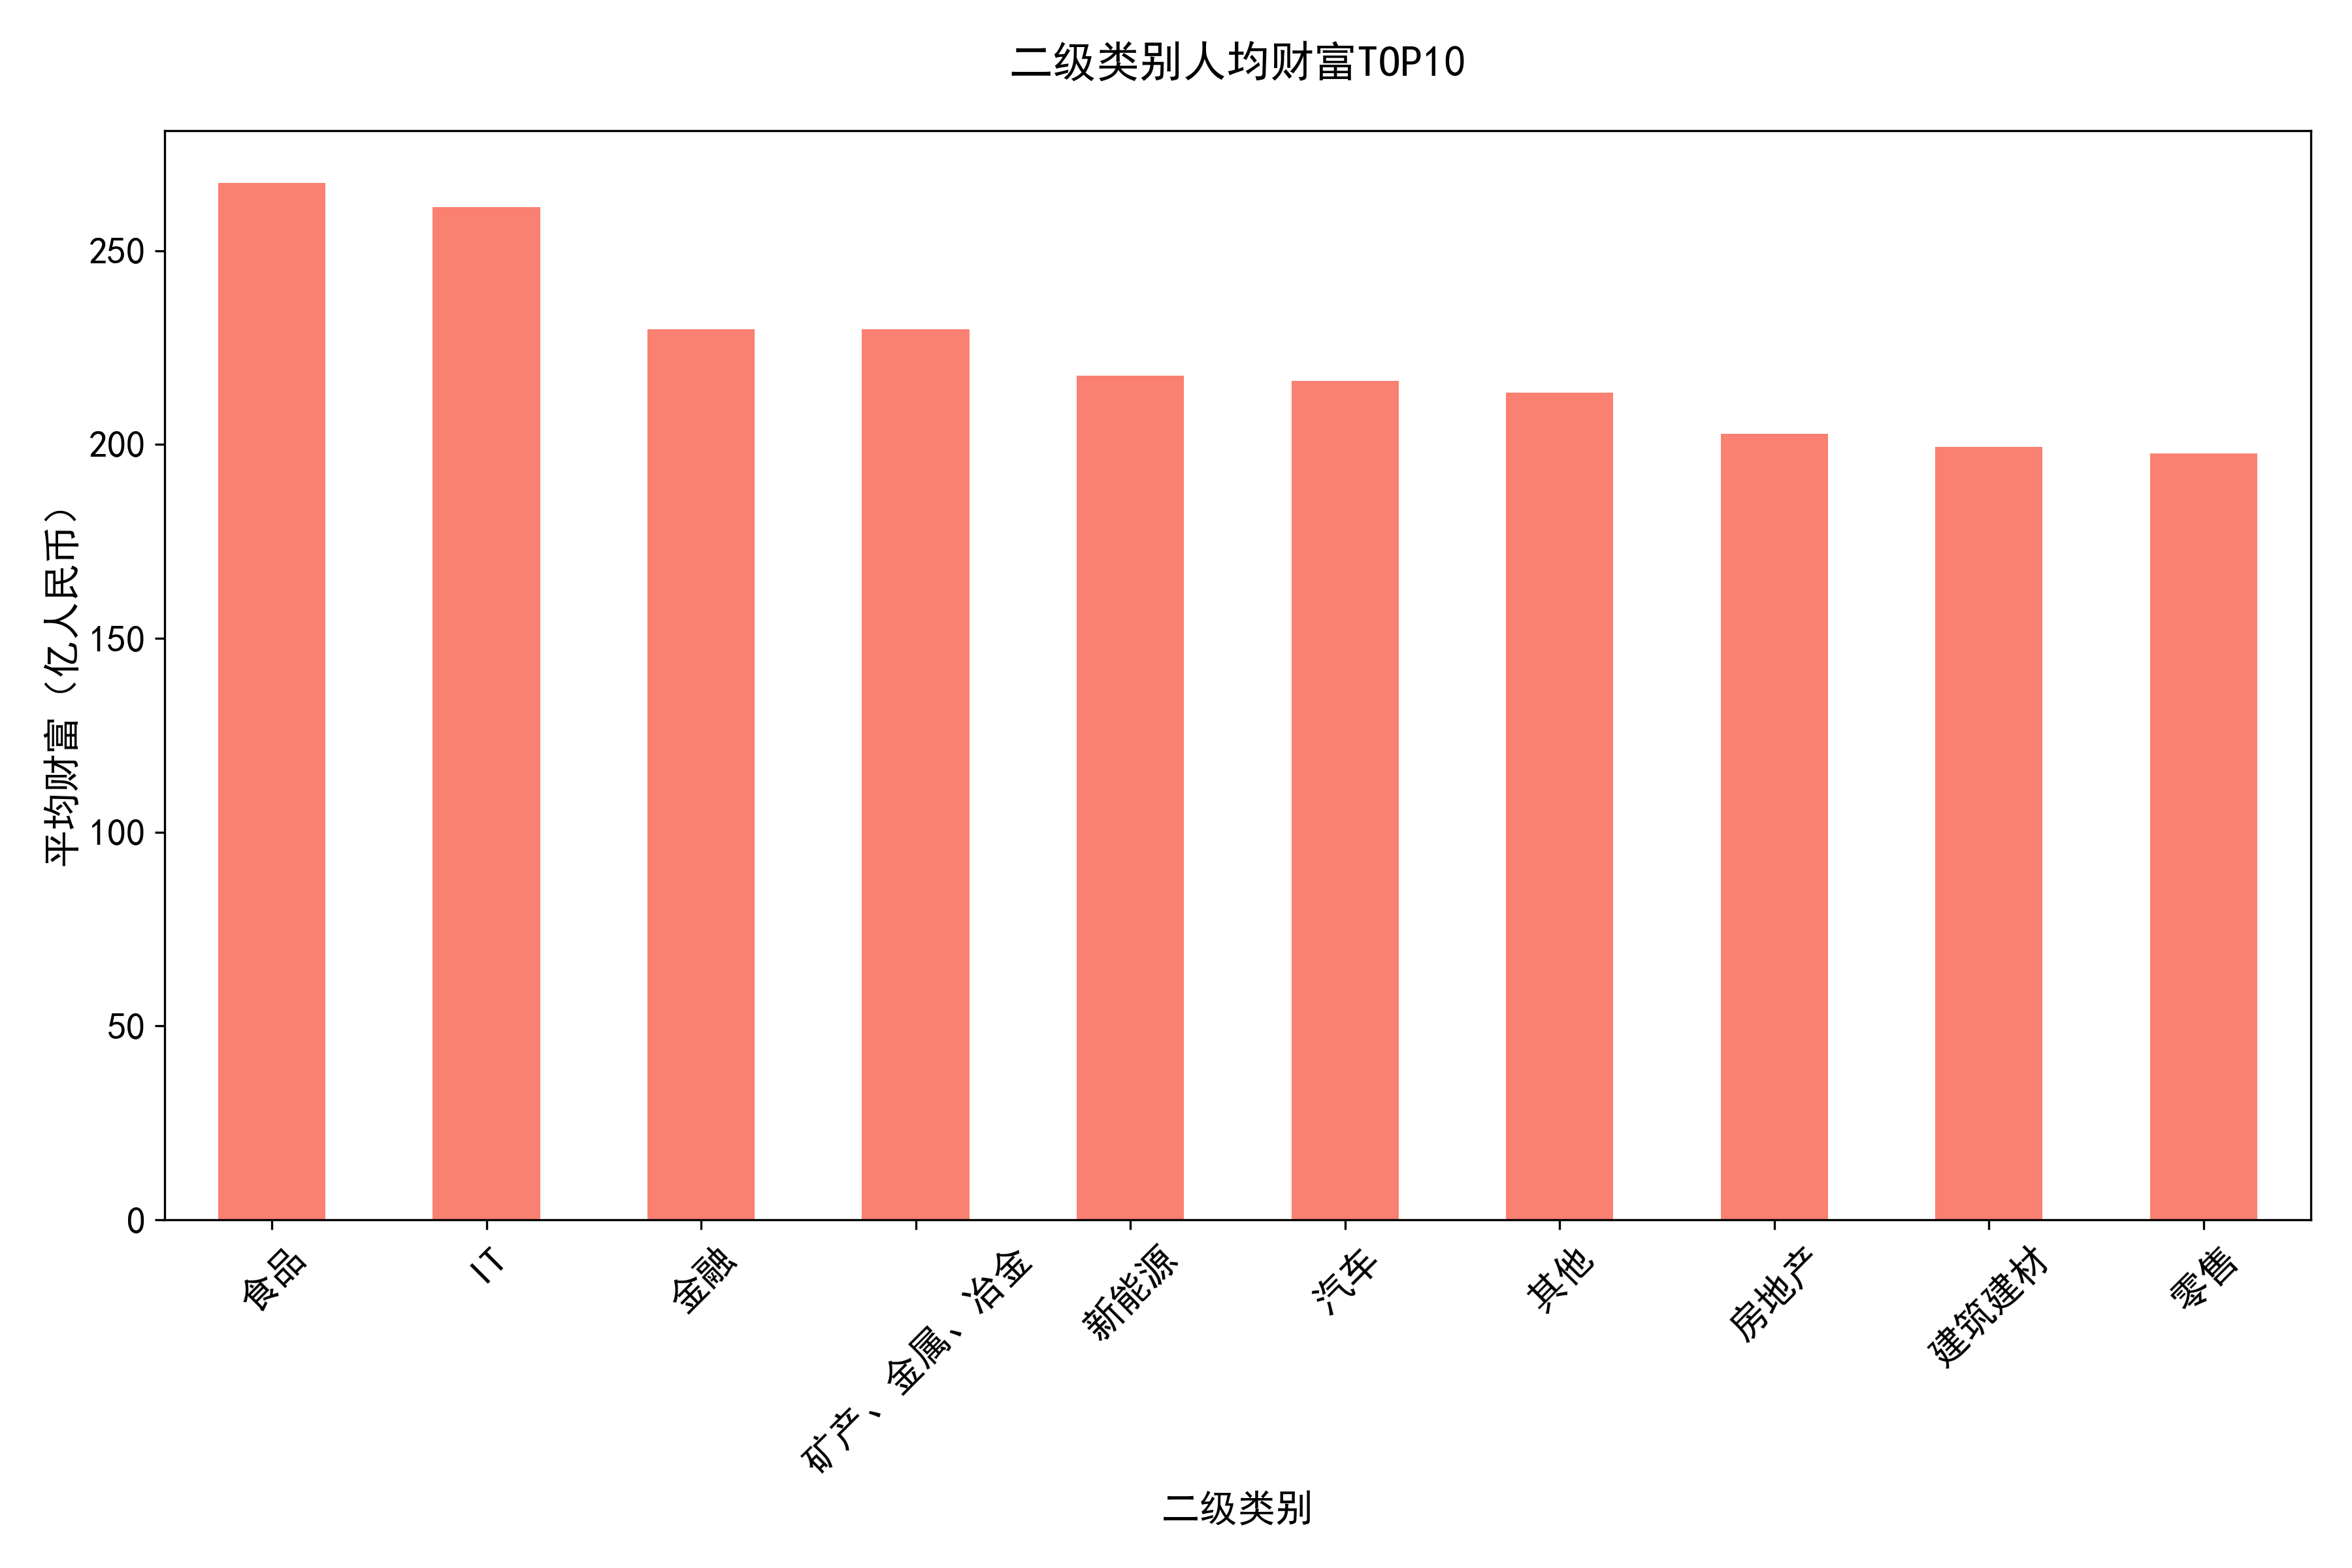 二级类别人均财富TOP10
平均财富（亿人民币）
250
200
150
100
50
0
食品
IT
金融
矿产、金属、冶金
新能源
汽车
其他
房地产
建筑建材
零售
二级类别